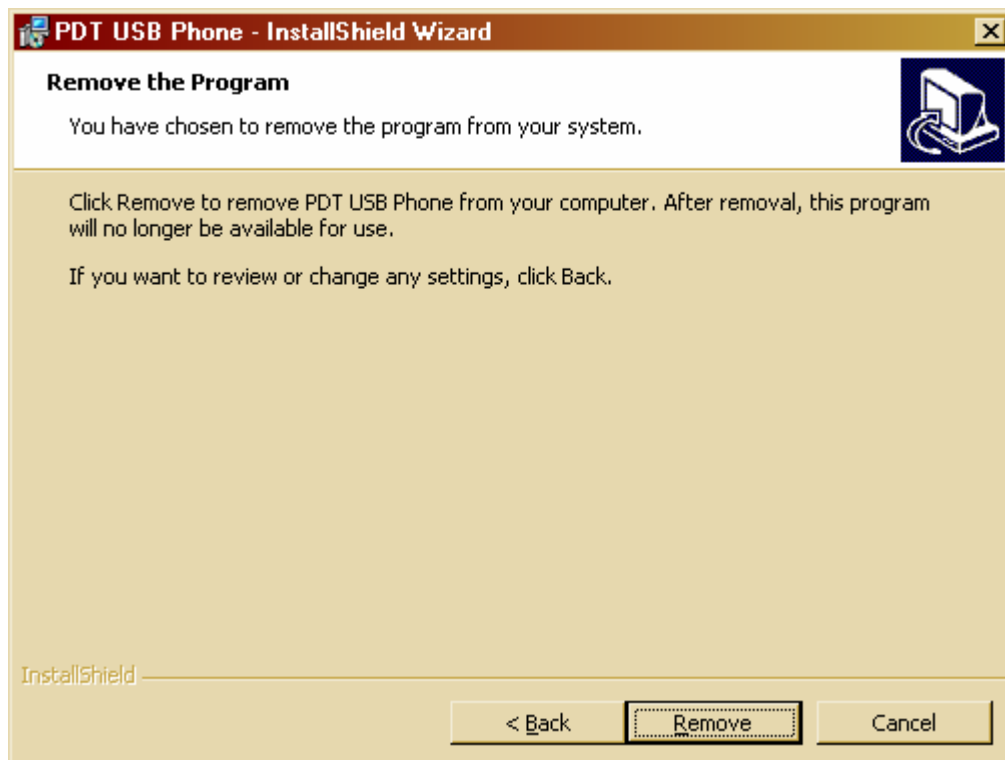 PDT USB Phone - InstallShield Wizard
Remove the Program
You have chosen to remove the program from your system.
Click Remove to remove PDT USB Phone from your computer. After removal, this program
will no longer be available for use.
If you want to review or change any settings, click Back.
InstallShield
< Back Remove Cancel